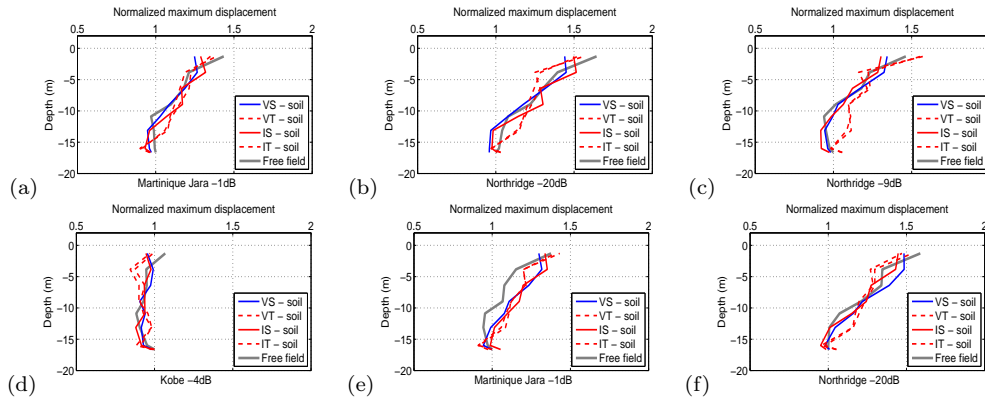 Normalized maximum displacement
0.5 1 1.5 2
0
−5
−10
−15
−20
Depth (m)
VS − soil
VT − soil
IS − soil
IT − soil
Free field
(a)
Martinique Jara −1dB
Normalized maximum displacement
0.5 1 1.5 2
0
−5
−10
−15
−20
Depth (m)
VS − soil
VT − soil
IS − soil
IT − soil
Free field
(b)
Northridge −20dB
Normalized maximum displacement
0.5 1 1.5 2
0
−5
−10
−15
−20
Depth (m)
VS − soil
VT − soil
IS − soil
IT − soil
Free field
(c)
Northridge −9dB
Normalized maximum displacement
0.5 1 1.5 2
0
−5
−10
−15
−20
Depth (m)
VS − soil
VT − soil
IS − soil
IT − soil
Free field
(d)
Kobe −4dB
Normalized maximum displacement
0.5 1 1.5 2
0
−5
−10
−15
−20
Depth (m)
VS − soil
VT − soil
IS − soil
IT − soil
Free field
(e)
Martinique Jara −1dB
Normalized maximum displacement
0.5 1 1.5 2
0
−5
−10
−15
−20
Depth (m)
VS − soil
VT − soil
IS − soil
IT − soil
Free field
(f)
Northridge −20dB